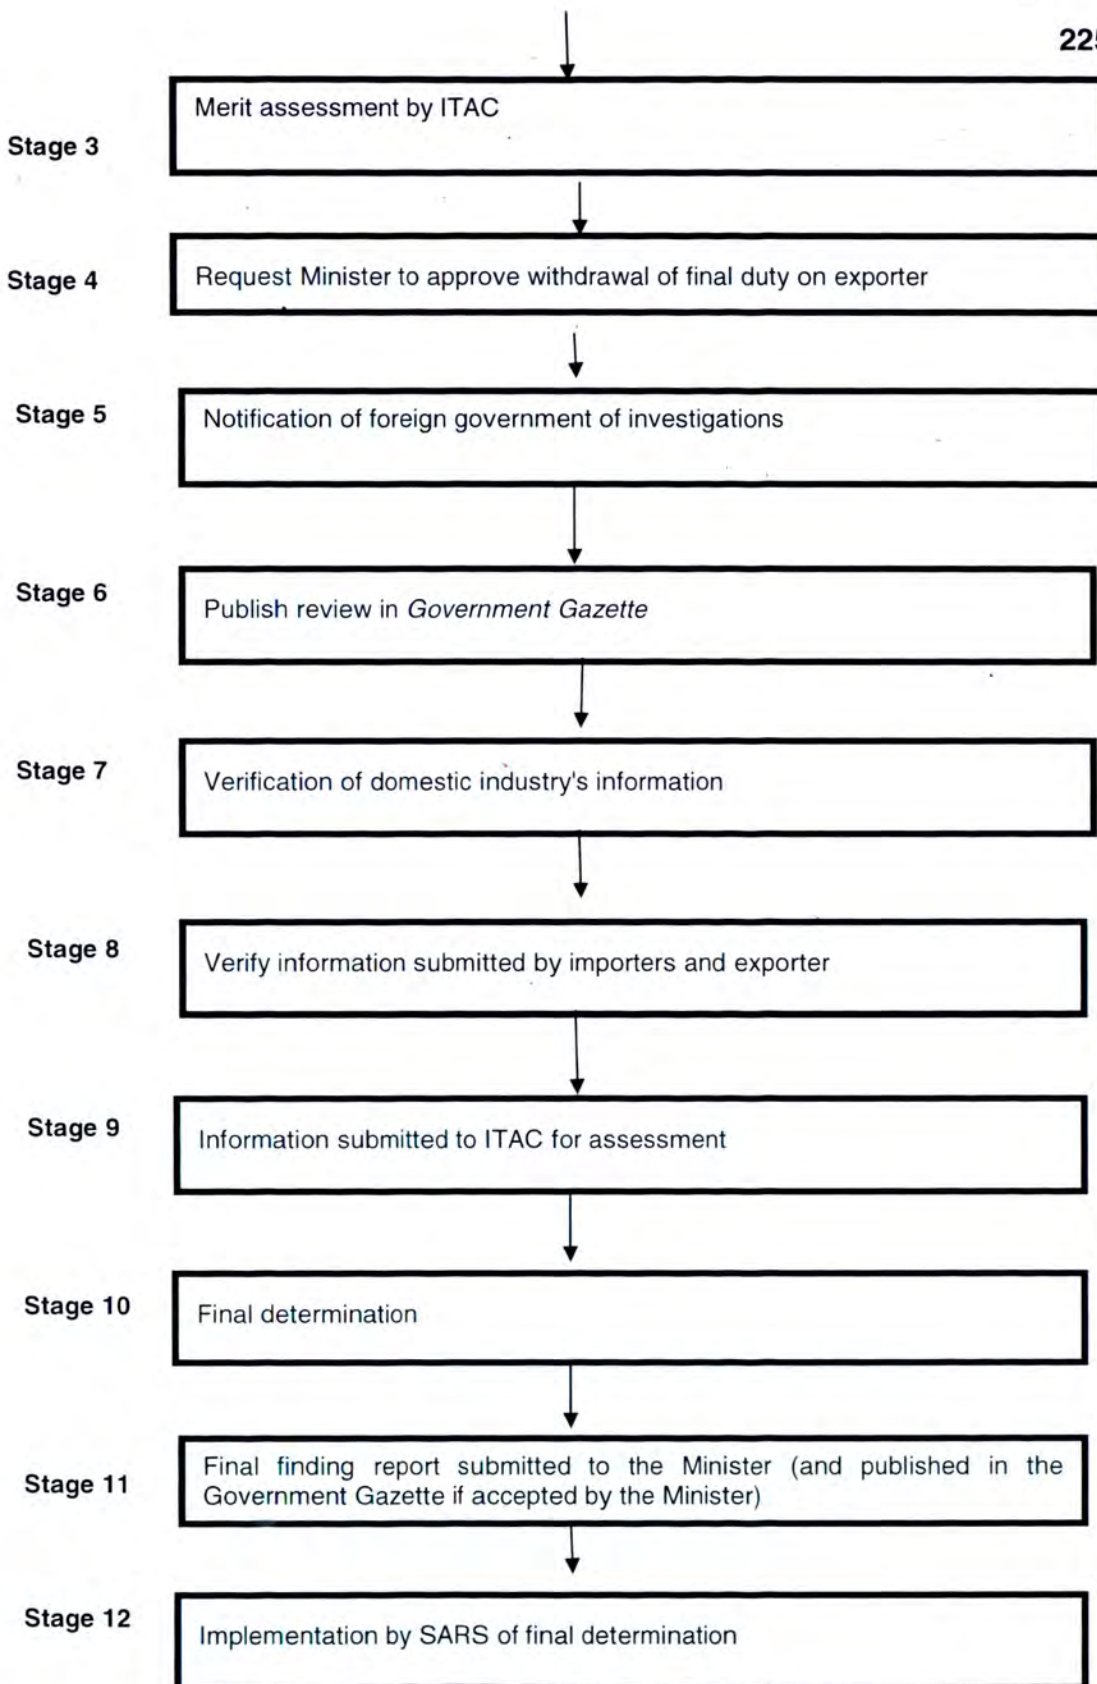 225
Merit assessment by ITAC
Stage 3
Request Minister to approve withdrawal of final duty on exporter
Stage 4
Notification of foreign government of investigations
Stage 5
Stage 6
Publish review in Government Gazette
Stage 7
Verification of domestic industry's information
Stage 8
Verify information submitted by importers and exporter
Stage 9
Information submitted to ITAC for assessment
Stage 10
Final determination
Final finding report submitted to the Minister (and published in the
Stage 11
Government Gazette if accepted by the Minister)
Stage 12
Implementation by SARS of final determination